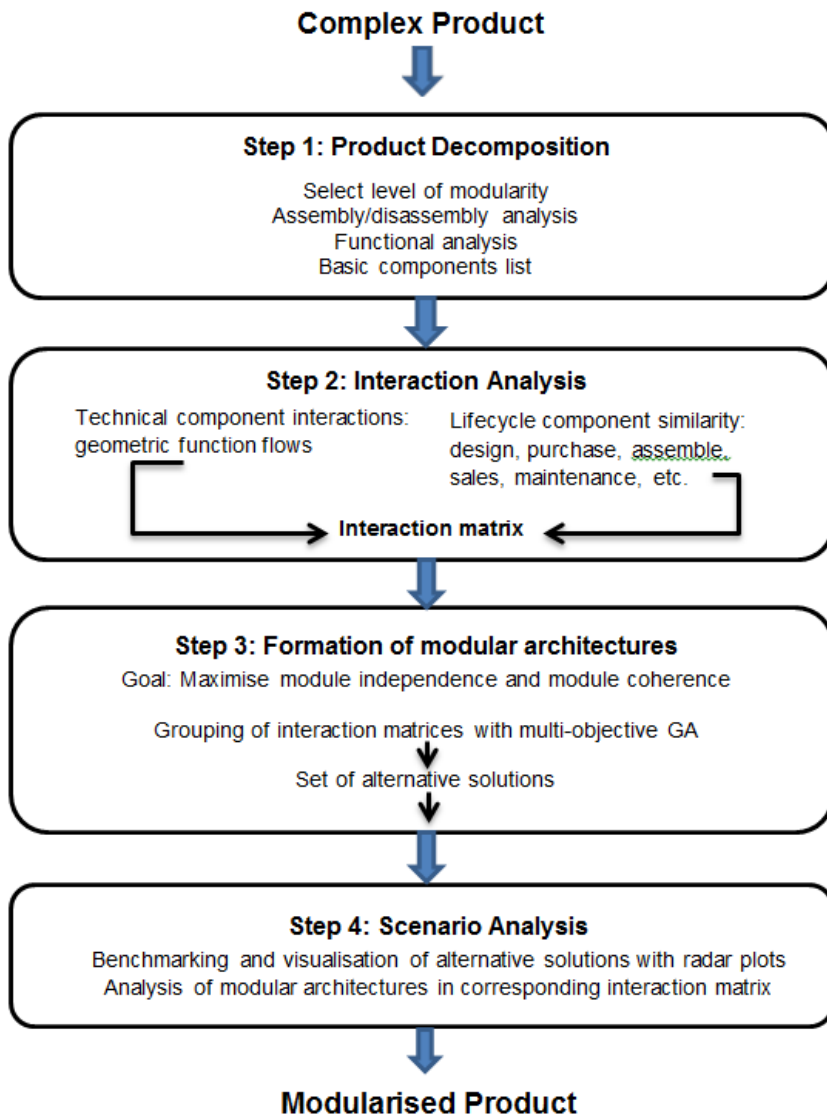 Complex Product
Step 1: Product Decomposition
Select level of modularity
Assembly/disassembly analysis
Functional analysis
Basic components list
Step 2: Interaction Analysis
Technical component interactions:
geometric function flows
Lifecycle component similarity:
design, purchase, assemble,
sales, maintenance, etc.
Interaction matrix
Step 3: Formation of modular architectures
Goal: Maximise module independence and module coherence
Grouping of interaction matrices with multi-objective GA
Set of alternative solutions
Step 4: Scenario Analysis
Benchmarking and visualisation of alternative solutions with radar plots
Analysis of modular architectures in corresponding interaction matrix
Modularised Product